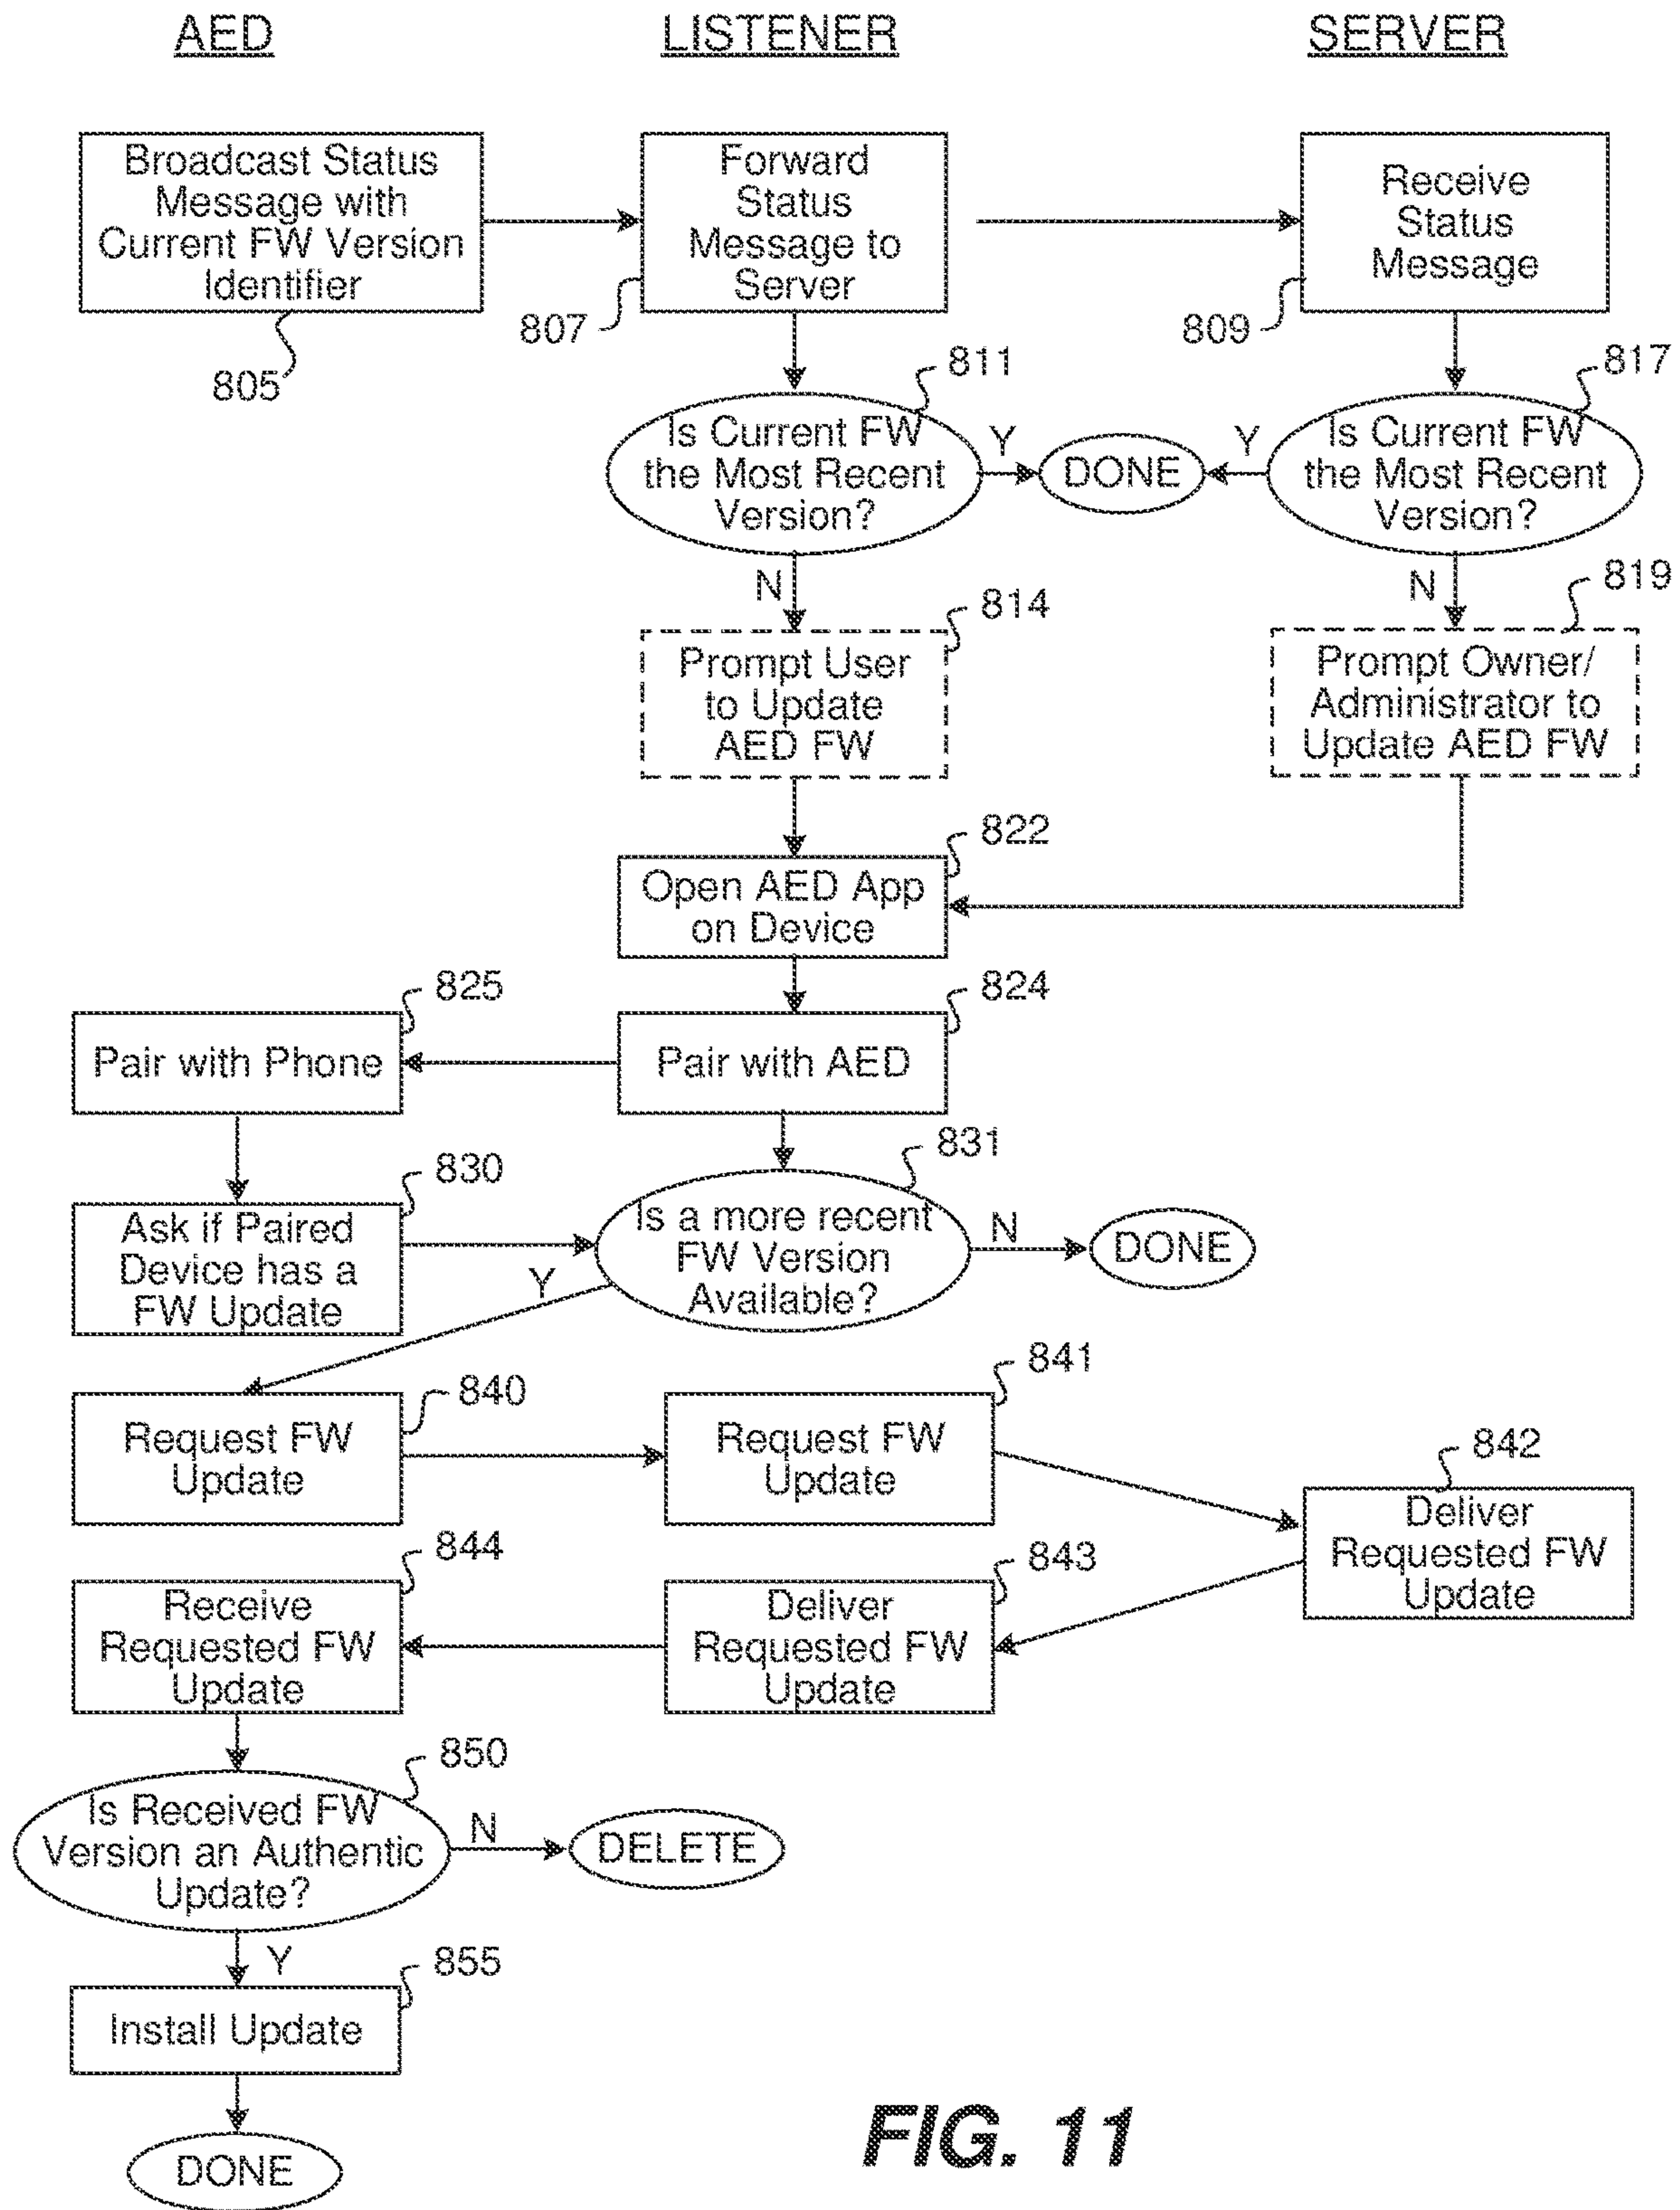 AED
LISTENER
SERVER
Broadcast Status
Message with
Current FW Version
Identifier
805
Forward
Status
Message to
Server
807
Receive
Status
Message
809
Is Current FW
the Most Recent
Version?
811
Y
DONE
Y
Is Current FW
the Most Recent
Version?
817
N
N
Prompt User
to Update
AED FW
814
Prompt Owner/
Administrator to
Update AED FW
819
Open AED App
on Device
822
Pair with Phone
825
Pair with AED
824
Ask if Paired
Device has a
FW Update
830
Is a more recent
FW Version
Available?
831
N
DONE
Y
Request FW
Update
840
Request FW
Update
841
Deliver
Requested FW
Update
842
Receive
Requested FW
Update
844
Deliver
Requested FW
Update
843
Is Received FW
Version an Authentic
Update?
850
N
DELETE
Y
Install Update
855
DONE
FIG. 11